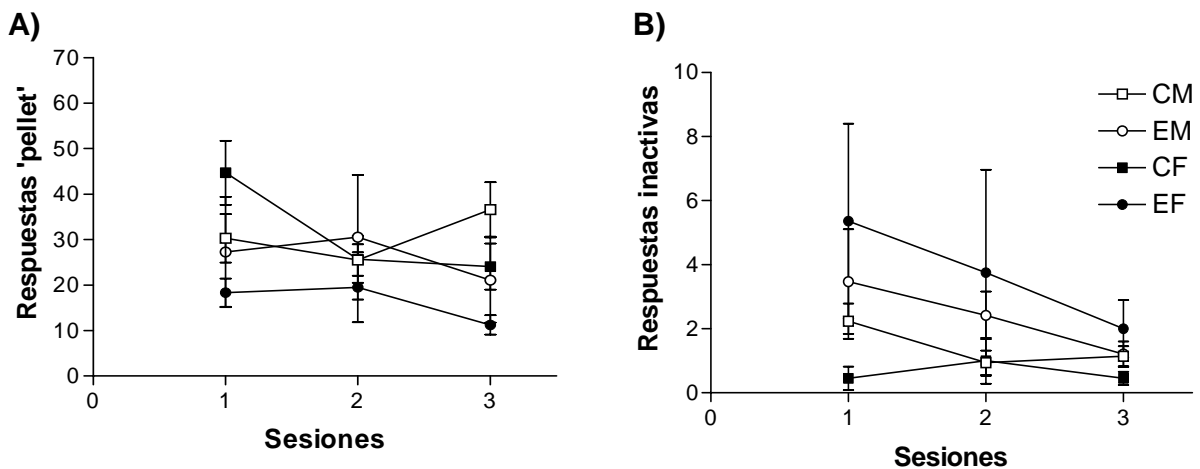 A)
Respuestas 'pellet'
70
60
50
40
30
20
10
0
0 1 2 3
Sesiones
B)
Respuestas inactivas
10
8
6
4
2
0
0 1 2 3
Sesiones
CM
EM
CF
EF